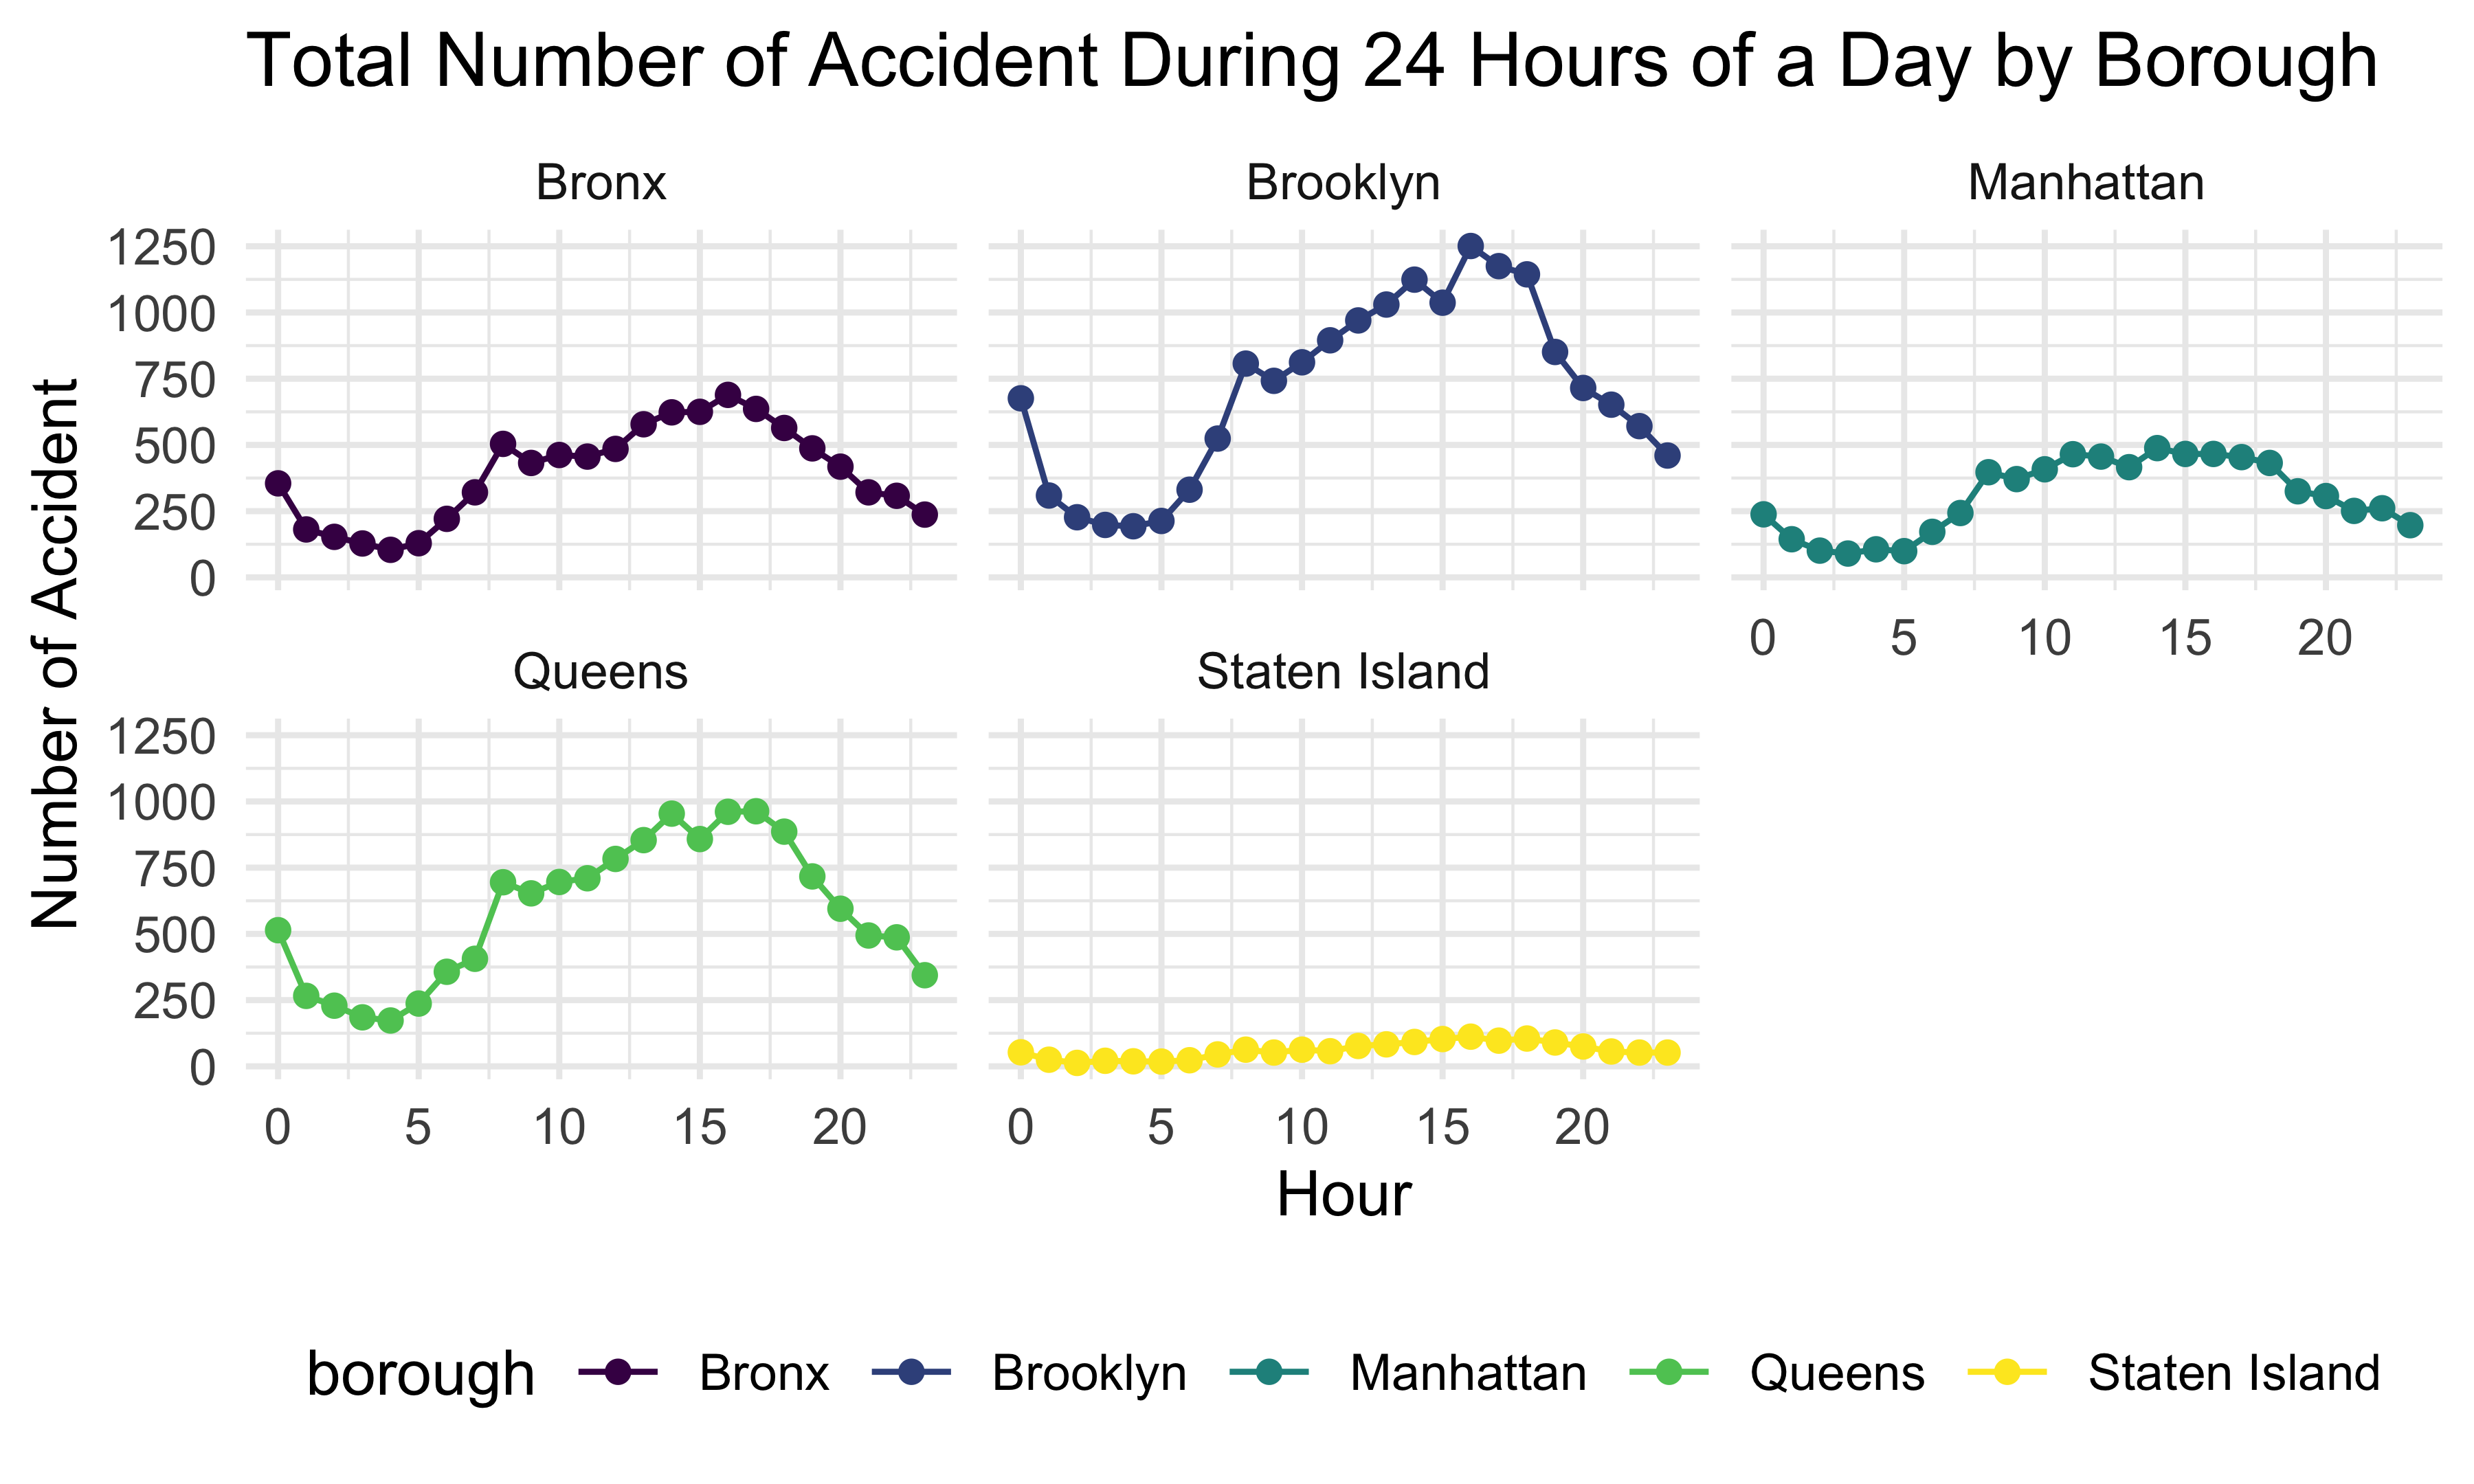 Total Number of Accident During 24 Hours of a Day by Borough
Bronx Brooklyn Manhattan
1250
1000
750
500
250
0
0 5 10 15 20
Queens Staten Island
1250
1000
750
500
250
0
0 5 10 15 20 0 5 10 15 20
Number of Accident
Hour
borough Bronx Brooklyn Manhattan Queens Staten Island